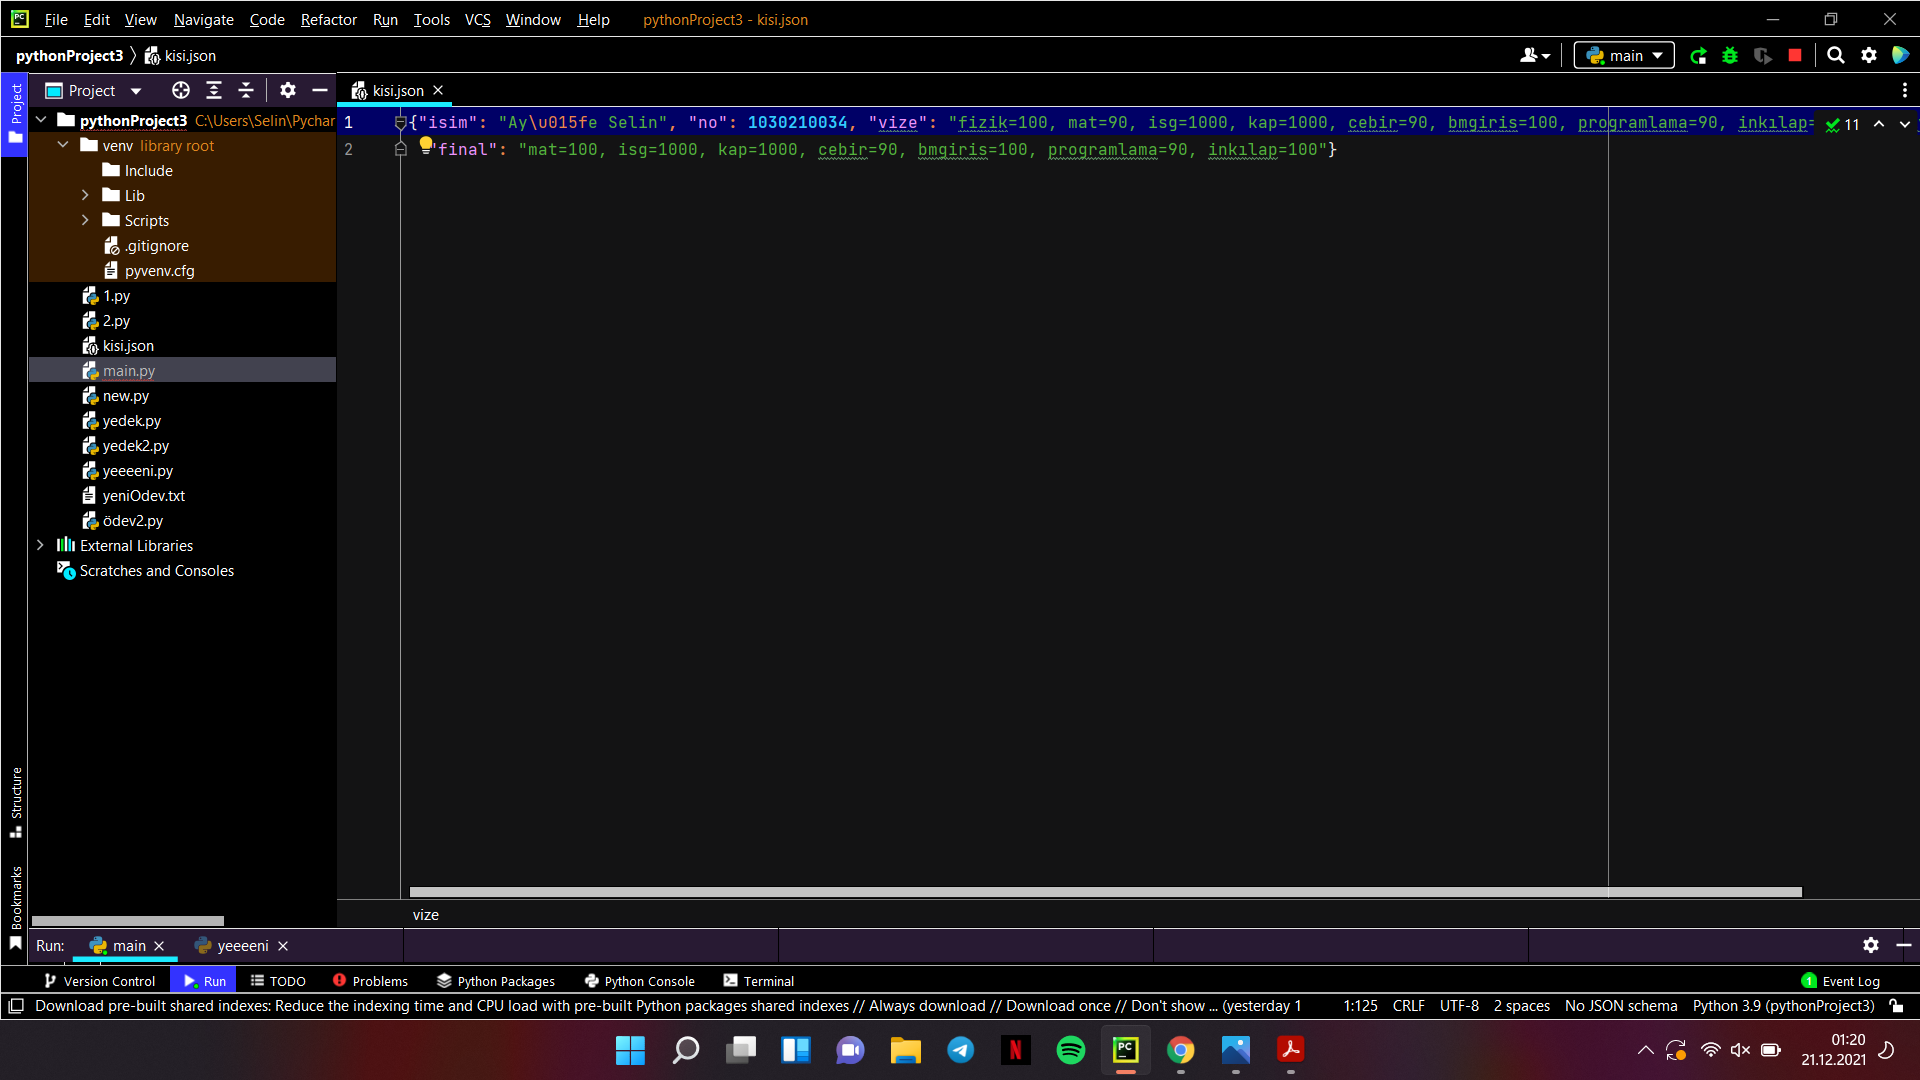 PC File Edit View Navigate Code Refactor Run Tools VCS Window Help pythonProject3 - kisi.json
pythonProject3 kisi.json main
Project
Project kisi.json
pythonProject3 C:\Users\Selin\Pychar
venv library root
Include
Lib
Scripts
.gitignore
pyvenv.cfg
1.py
2.py
kisi.json
main.py
new.py
yedek.py
yedek2.py
yeeeeni.py
yeniOdev.txt
ödev2.py
External Libraries
Scratches and Consoles
1 {"isim": "Ay\u015fe Selin", "no": 1030210034, "vize": "fizik=100, mat=90, isg=1000, kap=1000, cebir=90, bmgiris=100, programlama=90, inkılap= 11
2 "final": "mat=100, isg=1000, kap=1000, cebir=90, bmgiris=100, programlama=90, inkılap=100"}
Structure
Bookmarks
vize
Run: main yeeeeni
Version Control Run TODO Problems Python Packages Python Console Terminal 1 Event Log
Download pre-built shared indexes: Reduce the indexing time and CPU load with pre-built Python packages shared indexes // Always download // Download once // Don't show ... (yesterday 1 1:125 CRLF UTF-8 2 spaces No JSON schema Python 3.9 (pythonProject3)
N PC 01:20
21.12.2021